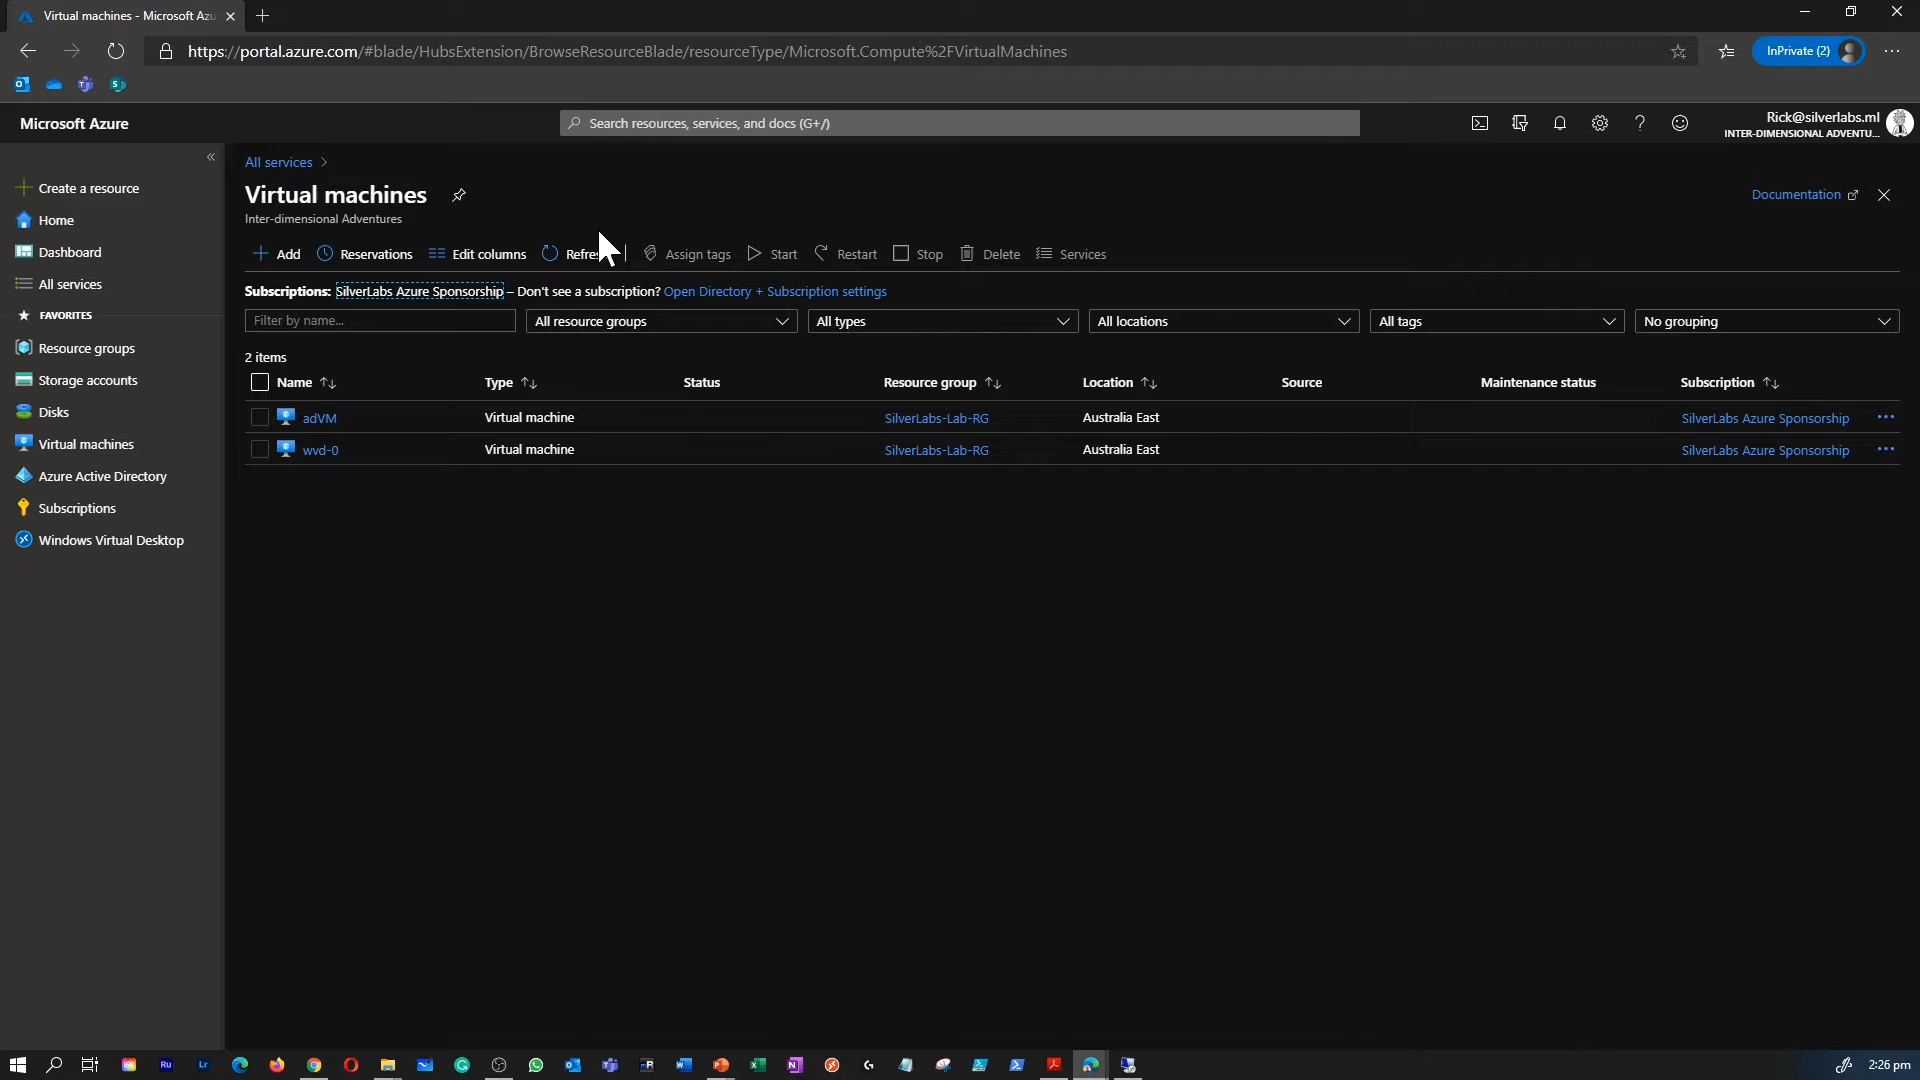 Virtual machines - Microsoft Azu
https://portal.azure.com/#blade/HubsExtension/BrowseResourceBlade/resourceType/Microsoft.Compute%2FVirtualMachines
InPrivate (2)
Microsoft Azure
Search resources, services, and docs (G+/)
Rick@silverlabs.ml
INTER-DIMENSIONAL ADVENTU...
Create a resource
Home
Dashboard
All services
FAVORITES
Resource groups
Storage accounts
Disks
Virtual machines
Azure Active Directory
Subscriptions
Windows Virtual Desktop
All services >
Virtual machines
Inter-dimensional Adventures
Documentation
Add Reservations Edit columns Refres Assign tags Start Restart Stop Delete Services
Subscriptions: SilverLabs Azure Sponsorship – Don't see a subscription? Open Directory + Subscription settings
Filter by name... All resource groups All types All locations All tags No grouping
2 items
Name Type Status Resource group Location Source Maintenance status Subscription
adVM Virtual machine SilverLabs-Lab-RG Australia East SilverLabs Azure Sponsorship ...
wvd-0 Virtual machine SilverLabs-Lab-RG Australia East SilverLabs Azure Sponsorship ...
Ru Lr
2:26 pm